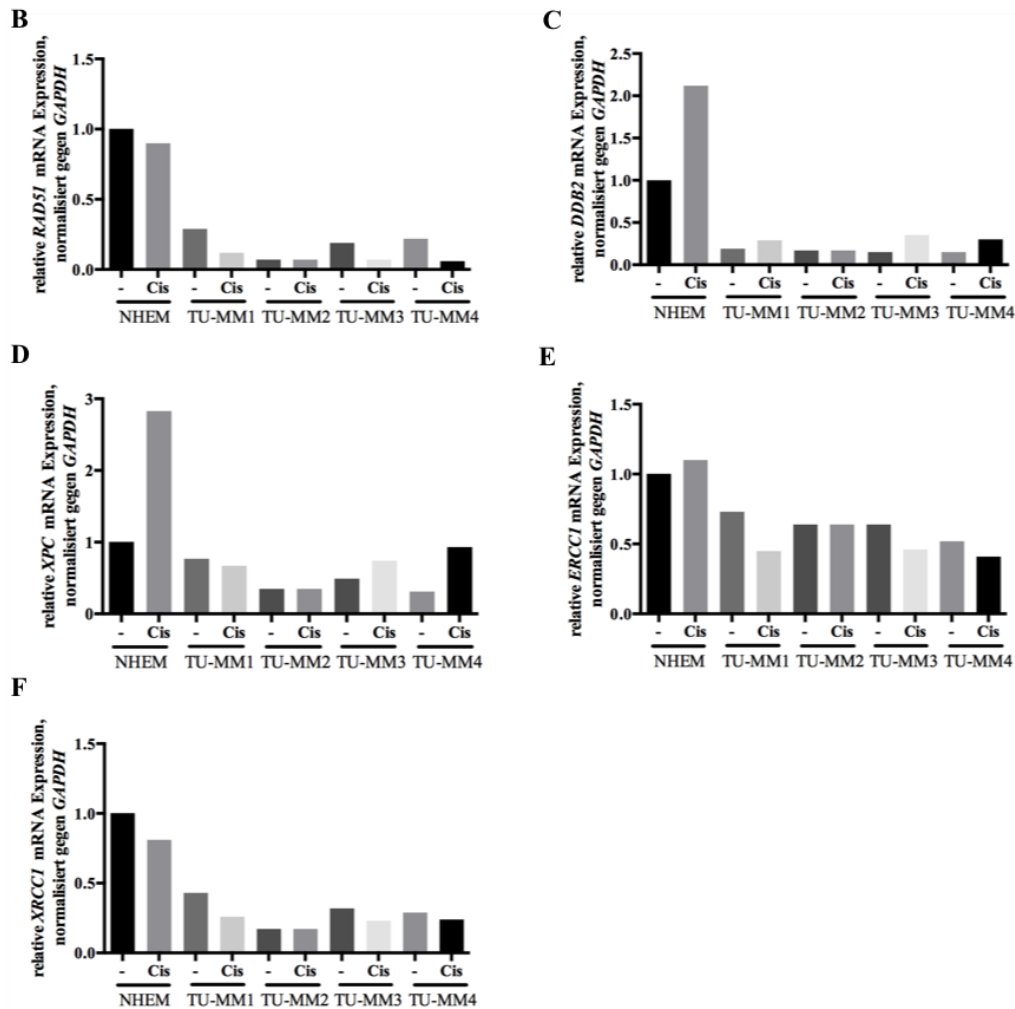 B
relative RAD51 mRNA Expression,
normalisiert gegen GAPDH
1.5
1.0
0.5
0.0
- Cis - Cis - Cis - Cis - Cis
NHEM TU-MM1 TU-MM2 TU-MM3 TU-MM4
C
relative DDB2 mRNA Expression,
normalisiert gegen GAPDH
2.5
2.0
1.5
1.0
0.5
0.0
- Cis - Cis - Cis - Cis - Cis
NHEM TU-MM1 TU-MM2 TU-MM3 TU-MM4
D
relative XPC mRNA Expression,
normalisiert gegen GAPDH
3
2
1
0
- Cis - Cis - Cis - Cis - Cis
NHEM TU-MM1 TU-MM2 TU-MM3 TU-MM4
E
relative ERCC1 mRNA Expression,
normalisiert gegen GAPDH
1.5
1.0
0.5
0.0
- Cis - Cis - Cis - Cis - Cis
NHEM TU-MM1 TU-MM2 TU-MM3 TU-MM4
F
relative XRCC1 mRNA Expression,
normalisiert gegen GAPDH
1.5
1.0
0.5
0.0
- Cis - Cis - Cis - Cis - Cis
NHEM TU-MM1 TU-MM2 TU-MM3 TU-MM4